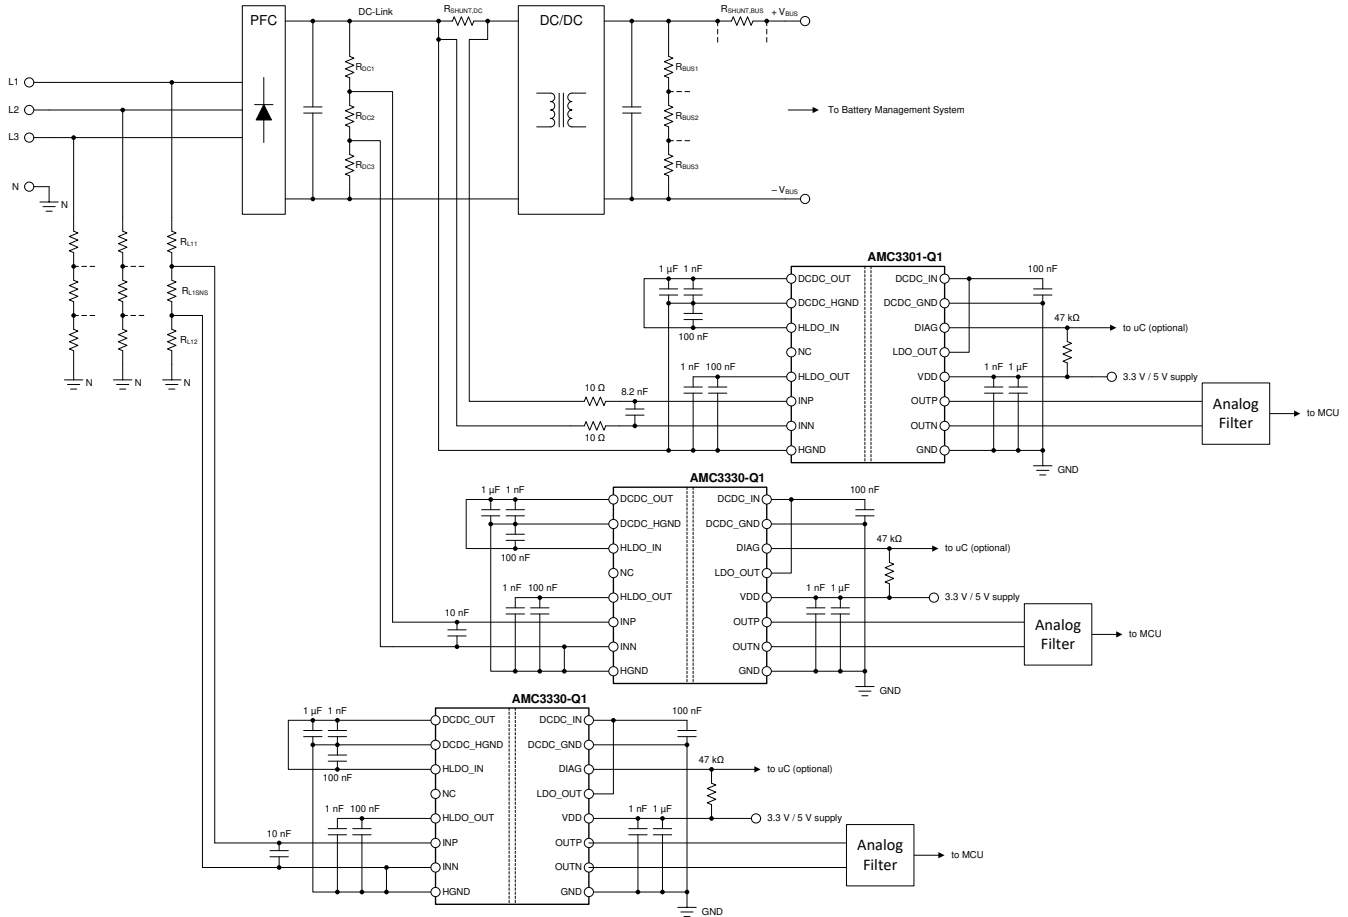 PFC
DC-Link
RSHUNT,DC
DC/DC
RSHUNT,BUS
+ VBUS
RDC1
RBUS1
L1
L2
RDC2
RBUS2
To Battery Management System
L3
RDC3
RBUS3
N
N
– VBUS
RL11
RL1SNS
RL12
N
N
N
AMC3301-Q1
1 µF
1 nF
DCDC_OUT
DCDC_IN
100 nF
DCDC_HGND
DCDC_GND
HLDO_IN
DIAG
47 kΩ
to uC (optional)
100 nF
NC
LDO_OUT
1 nF
100 nF
HLDO_OUT
VDD
1 nF
1 µF
3.3 V / 5 V supply
10 Ω
8.2 nF
INP
OUTP
Analog
Filter
to MCU
INN
OUTN
10 Ω
HGND
GND
GND
AMC3330-Q1
1 µF
1 nF
DCDC_OUT
DCDC_IN
100 nF
DCDC_HGND
DCDC_GND
HLDO_IN
DIAG
47 kΩ
to uC (optional)
100 nF
NC
LDO_OUT
1 nF
100 nF
HLDO_OUT
VDD
1 nF
1 µF
3.3 V / 5 V supply
10 nF
INP
OUTP
Analog
Filter
to MCU
INN
OUTN
HGND
GND
GND
AMC3330-Q1
1 µF
1 nF
DCDC_OUT
DCDC_IN
100 nF
DCDC_HGND
DCDC_GND
HLDO_IN
DIAG
47 kΩ
to uC (optional)
100 nF
NC
LDO_OUT
1 nF
100 nF
HLDO_OUT
VDD
1 nF
1 µF
3.3 V / 5 V supply
10 nF
INP
OUTP
Analog
Filter
to MCU
INN
OUTN
HGND
GND
GND